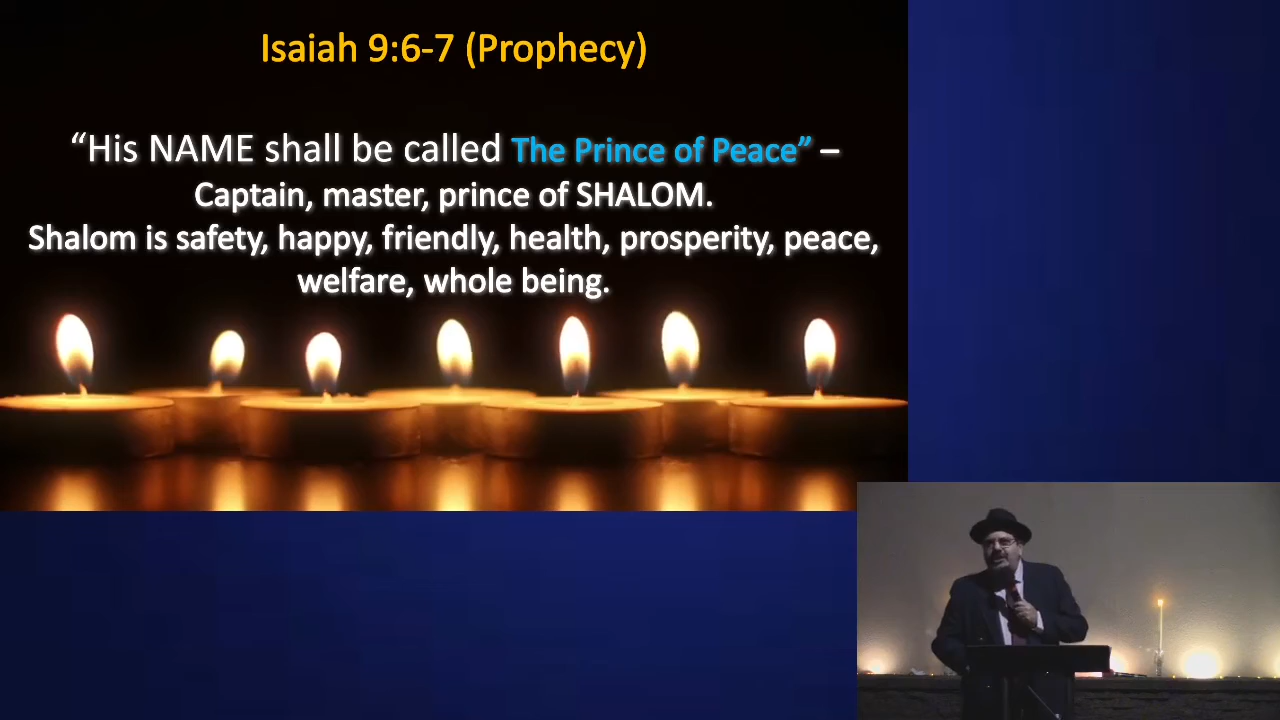 Isaiah 9:6-7 (Prophecy)
“His NAME shall be called The Prince of Peace” –
Captain, master, prince of SHALOM.
Shalom is safety, happy, friendly, health, prosperity, peace,
welfare, whole being.